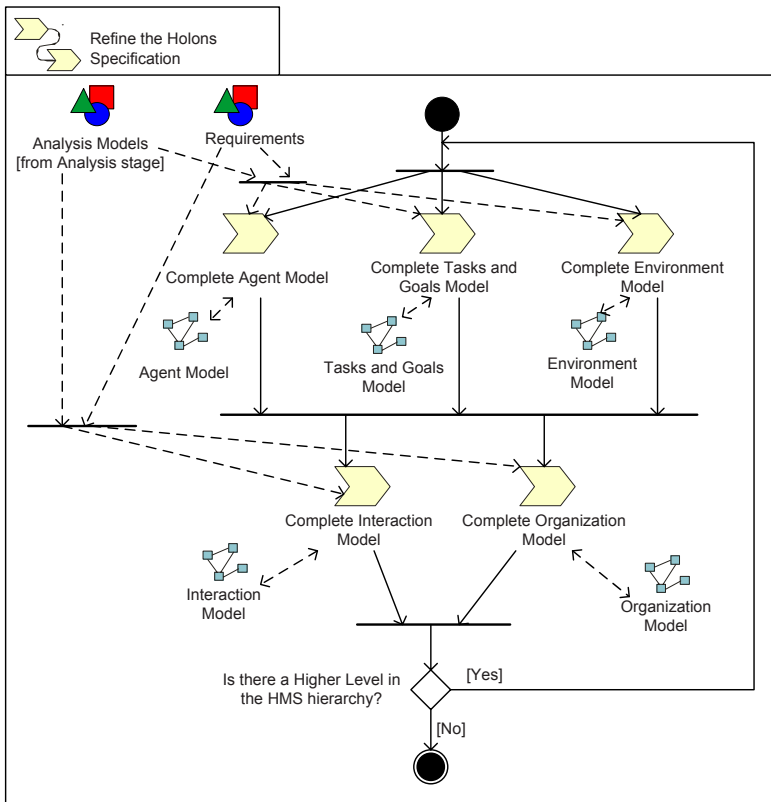 Refine the Holons
Specification
Analysis Models
[from Analysis stage]
Requirements
Complete Agent Model
Complete Tasks and
Goals Model
Complete Environment
Model
Agent Model
Tasks and Goals
Model
Environment
Model
Complete Interaction
Model
Complete Organization
Model
Interaction
Model
Organization
Model
Is there a Higher Level in
the HMS hierarchy?
[Yes]
[No]